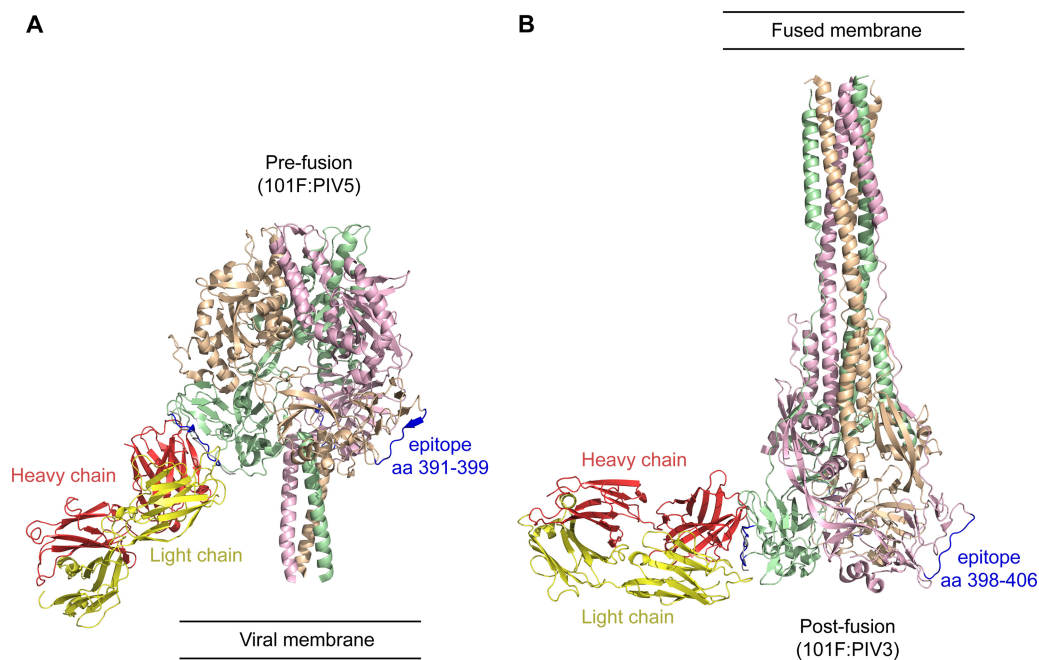 A
Pre-fusion
(101F:PIV5)
epitope
aa 391-399
Heavy chain
Light chain
Viral membrane
B
Fused membrane
Heavy chain
Light chain
epitope
aa 398-406
Post-fusion
(101F:PIV3)